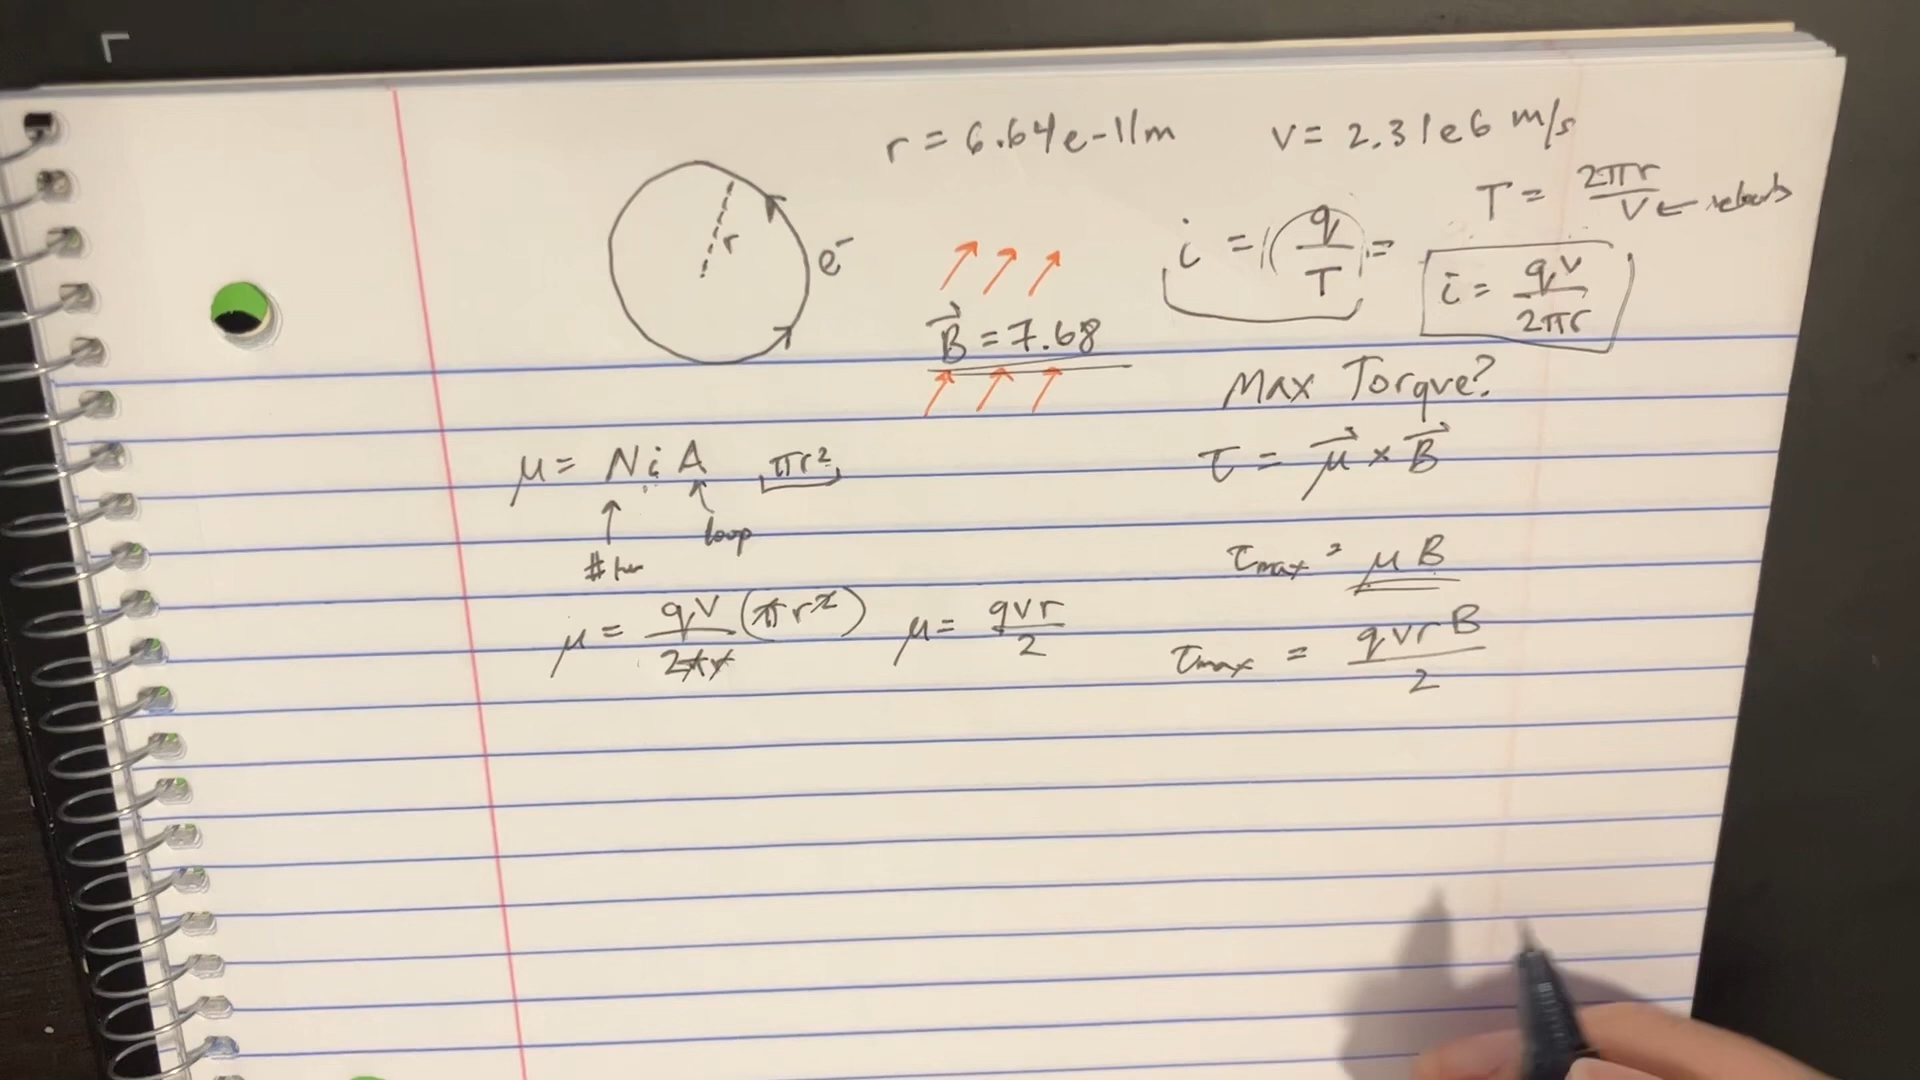 r = 6.64e-11m
v = 2.31e6 m/s
T = 2πr/v ←
i = |(q/T)| =
i = qv/2πr
r
e⁻
B⃗ = 7.68
Max Torque?
μ = N i A πr²
τ = μ⃗ × B⃗
loop
τmax = μB
μ = qv/2πr (πr²)
μ = qvr/2
τmax = qvrB/2